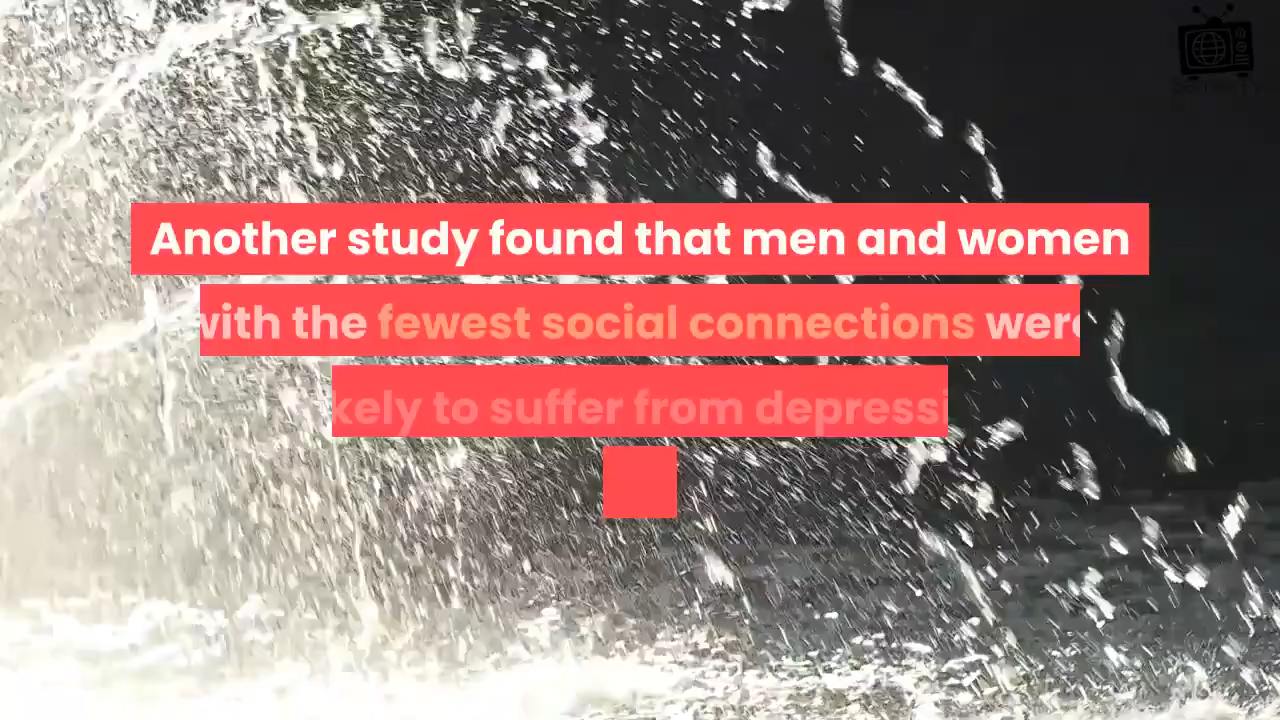 Another study found that men and women
with the fewest social connections were
kely to suffer from depressi